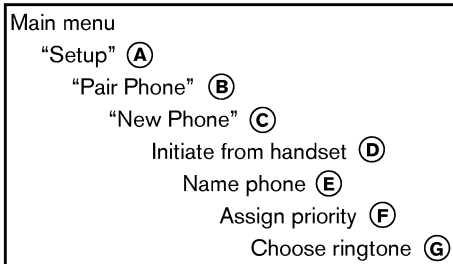 Main menu
“Setup” Ⓐ
“Pair Phone” Ⓑ
“New Phone” Ⓒ
Initiate from handset Ⓓ
Name phone Ⓔ
Assign priority Ⓕ
Choose ringtone Ⓖ